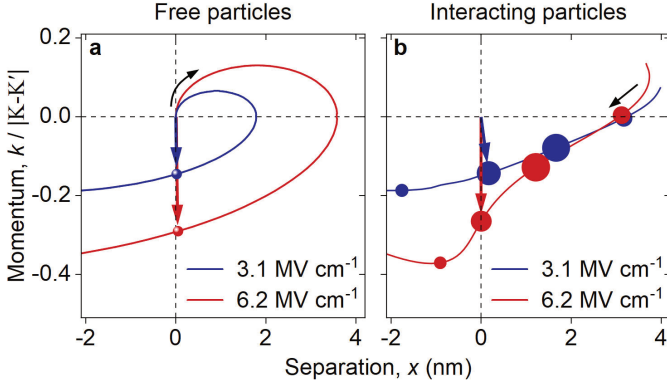 Free particles
Interacting particles
a
b
0.2
0.0
-0.2
-0.4
Momentum, k / |K-K′|
3.1 MV cm⁻¹
6.2 MV cm⁻¹
3.1 MV cm⁻¹
6.2 MV cm⁻¹
-2 0 2 4
-2 0 2 4
Separation, x (nm)